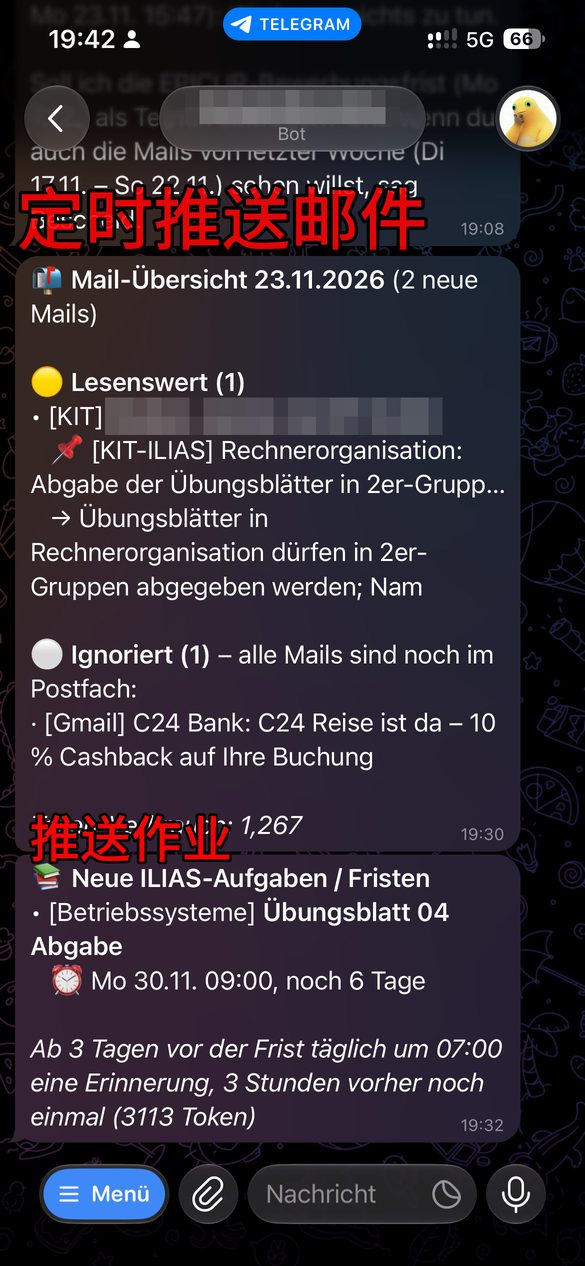 19:42
TELEGRAM
5G
66
Bot
auch die Mails von letzter Woche (Di
17.11. – So 22.11.) sehen willst, sag
19:08
定时推送邮件
📬 Mail-Übersicht 23.11.2026 (2 neue
Mails)
🟡 Lesenswert (1)
• [KIT]
📌 [KIT-ILIAS] Rechnerorganisation:
Abgabe der Übungsblätter in 2er-Grupp...
→ Übungsblätter in
Rechnerorganisation dürfen in 2er-
Gruppen abgegeben werden; Nam
⚪ Ignoriert (1) – alle Mails sind noch im
Postfach:
· [Gmail] C24 Bank: C24 Reise ist da – 10
% Cashback auf Ihre Buchung
1,267
19:30
推送作业
📚 Neue ILIAS-Aufgaben / Fristen
• [Betriebssysteme] Übungsblatt 04
Abgabe
⏰ Mo 30.11. 09:00, noch 6 Tage
Ab 3 Tagen vor der Frist täglich um 07:00
eine Erinnerung, 3 Stunden vorher noch
einmal (3113 Token)
19:32
Menü
Nachricht